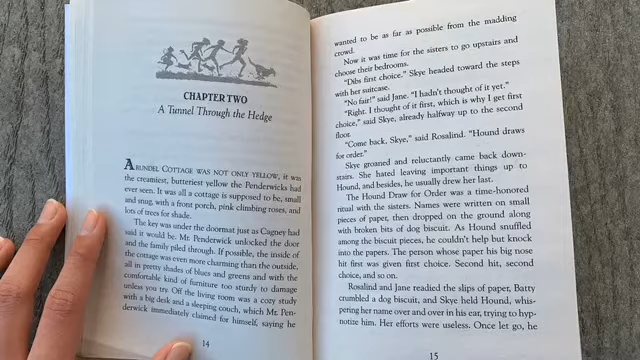 CHAPTER TWO
A Tunnel Through the Hedge
ARUNDEL COTTAGE WAS NOT ONLY YELLOW, it was
the creamiest, butteriest yellow the Penderwicks had
ever seen. It was all a cottage is supposed to be, small
and snug, with a front porch, pink climbing roses, and
lots of trees for shade.
The key was under the doormat just as Cagney had
said it would be. Mr. Penderwick unlocked the door
and the family piled through. If possible, the inside of
the cottage was even more charming than the outside,
all in pretty shades of blues and greens and with the
comfortable kind of furniture too sturdy to damage
unless you try. Off the living room was a cozy study
with a big desk and a sleeping couch, which Mr. Pen-
derwick immediately claimed for himself, saying he
14
wanted to be as far as possible from the madding
crowd.
Now it was time for the sisters to go upstairs and
choose their bedrooms.
"Dibs first choice." Skye headed toward the steps
with her suitcase.
"No fair!" said Jane. "I hadn't thought of it yet."
"Right. I thought of it first, which is why I get first
choice," said Skye, already halfway up to the second
floor.
"Come back, Skye," said Rosalind. "Hound draws
for order."
Skye groaned and reluctantly came back down-
stairs. She hated leaving important things up to
Hound, and besides, he usually drew her last.
The Hound Draw for Order was a time-honored
ritual with the sisters. Names were written on small
pieces of paper, then dropped on the ground along
with broken bits of dog biscuit. As Hound snuffled
among the biscuit pieces, he couldn't help but knock
into the papers. The person whose paper his big nose
hit first was given first choice. Second hit, second
choice, and so on.
Rosalind and Jane readied the slips of paper, Batty
crumbled a dog biscuit, and Skye held Hound, whis-
pering her name over and over in his ear, trying to hyp-
notize him. Her efforts were useless. Once let go, he
15